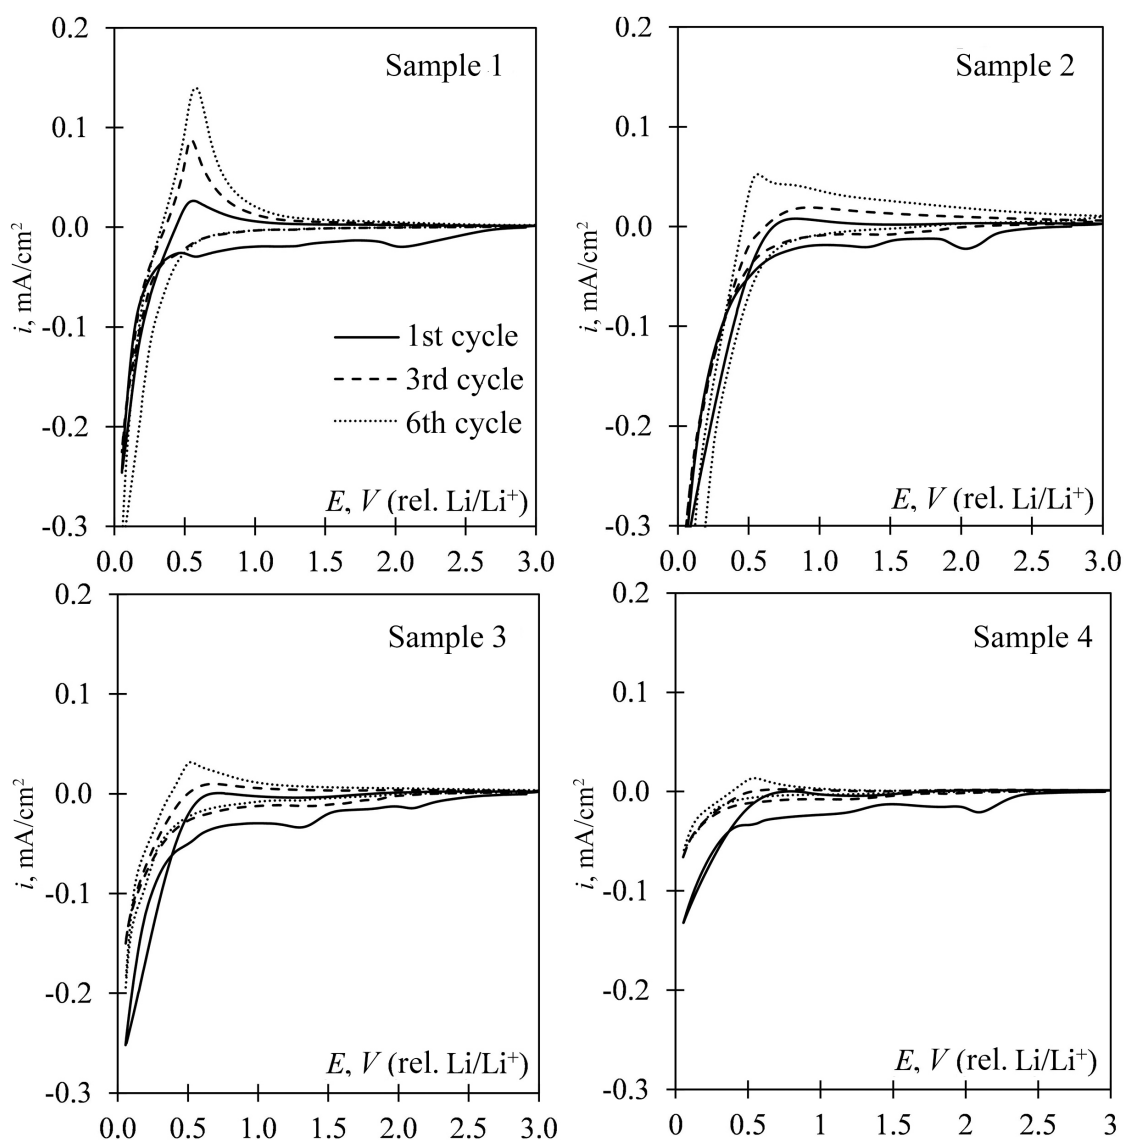 0.2
0.1
0.0
-0.1
-0.2
-0.3
i, mA/cm²
Sample 1
1st cycle
3rd cycle
6th cycle
E, V (rel. Li/Li⁺)
0.0 0.5 1.0 1.5 2.0 2.5 3.0
0.2
0.1
0.0
-0.1
-0.2
-0.3
i, mA/cm²
Sample 2
E, V (rel. Li/Li⁺)
0.0 0.5 1.0 1.5 2.0 2.5 3.0
0.2
0.1
0.0
-0.1
-0.2
-0.3
i, mA/cm²
Sample 3
E, V (rel. Li/Li⁺)
0.0 0.5 1.0 1.5 2.0 2.5 3.0
0.2
0.1
0.0
-0.1
-0.2
-0.3
i, mA/cm²
Sample 4
E, V (rel. Li/Li⁺)
0 0.5 1 1.5 2 2.5 3